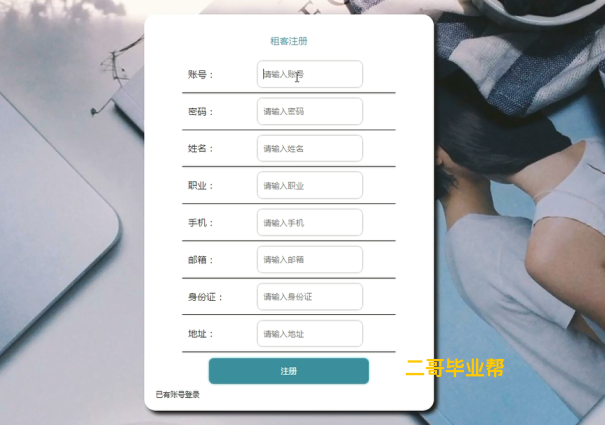 租客注册
账号： 请输入账号
密码： 请输入密码
姓名： 请输入姓名
职业： 请输入职业
手机： 请输入手机
邮箱： 请输入邮箱
身份证： 请输入身份证
地址： 请输入地址
注册
二哥毕业帮
已有账号登录